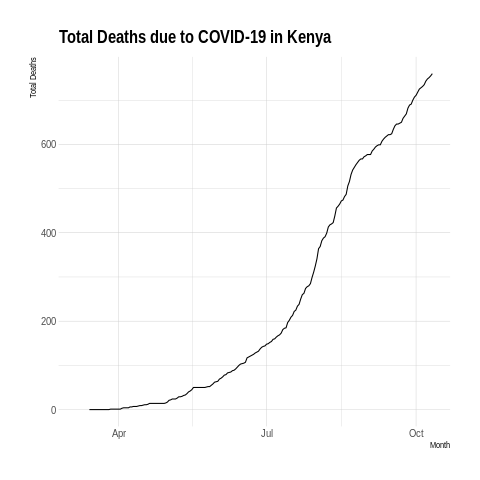 Total Deaths due to COVID-19 in Kenya
Total Deaths
600
400
200
0
Apr Jul Oct
Month